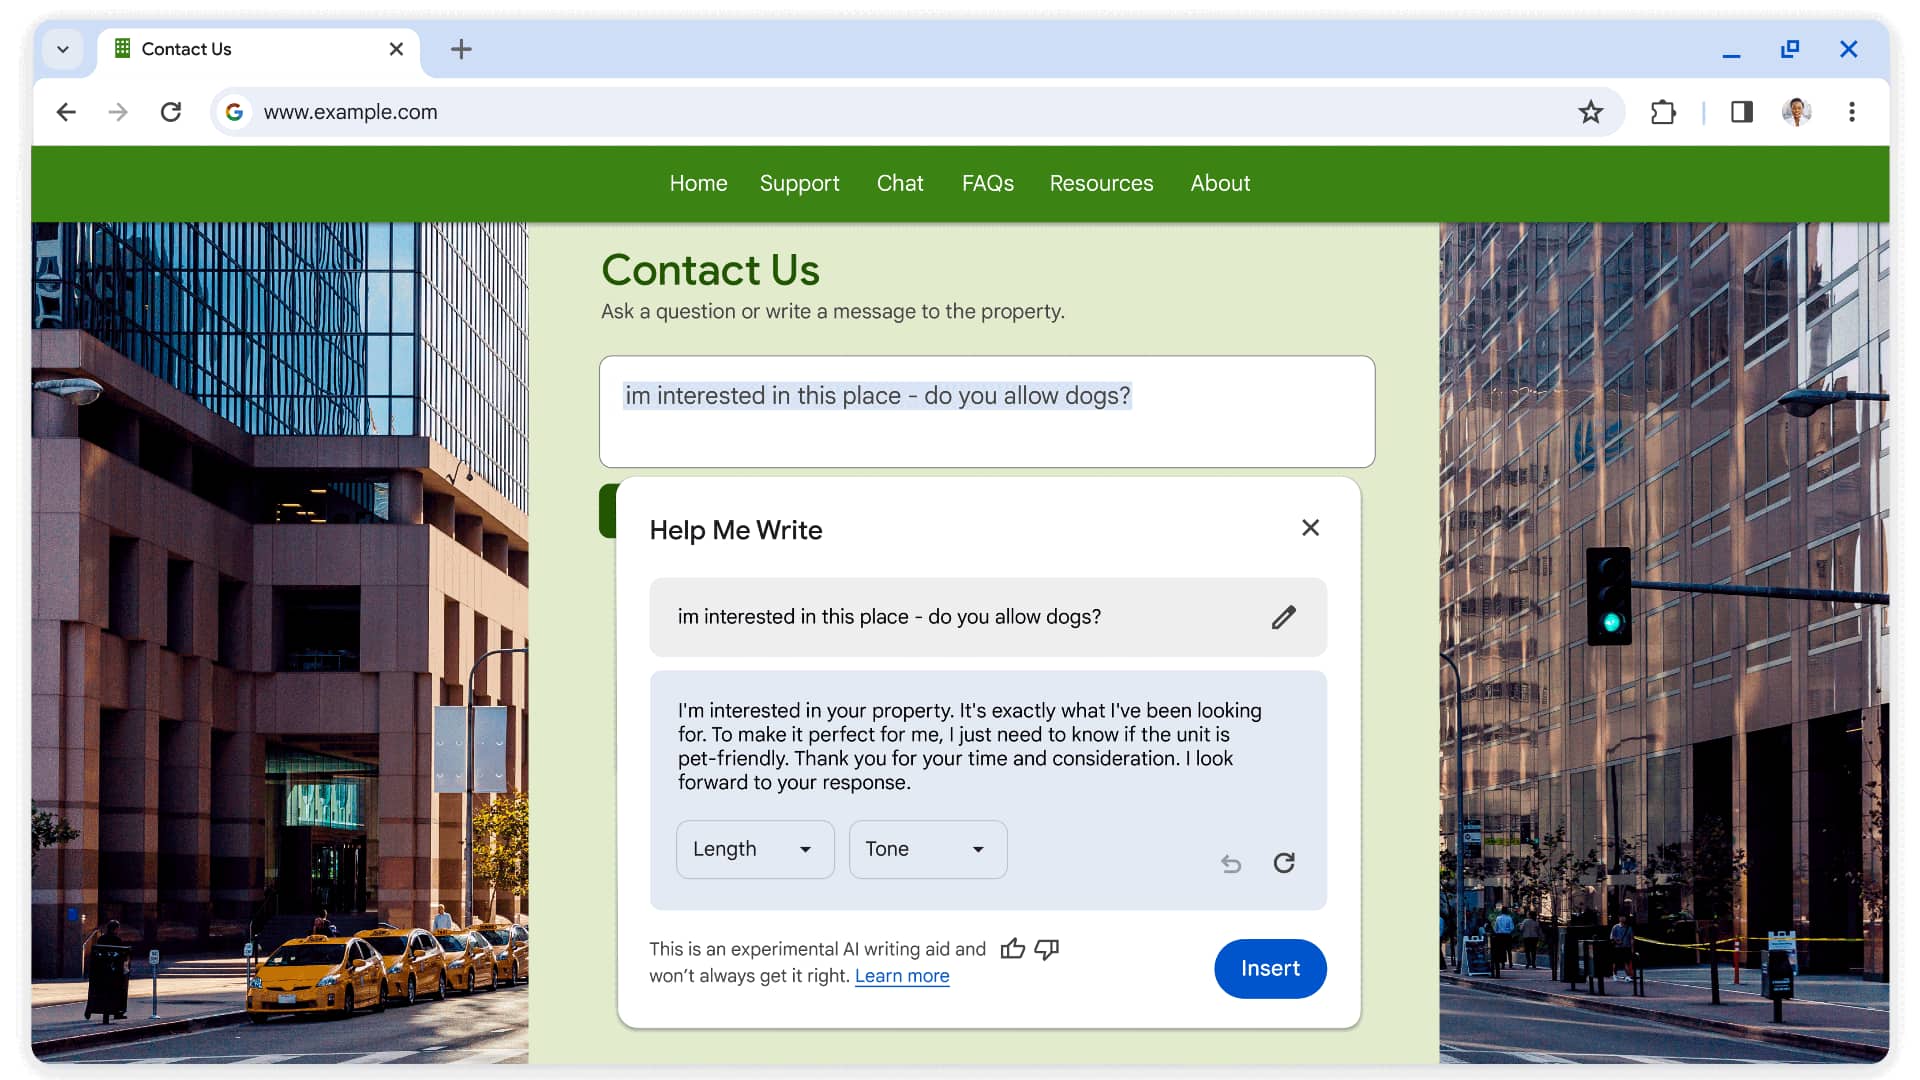 Contact Us
www.example.com
Home Support Chat FAQs Resources About
Contact Us
Ask a question or write a message to the property.
im interested in this place - do you allow dogs?
Help Me Write
im interested in this place - do you allow dogs?
I'm interested in your property. It's exactly what I've been looking
for. To make it perfect for me, I just need to know if the unit is
pet-friendly. Thank you for your time and consideration. I look
forward to your response.
Length Tone
This is an experimental AI writing aid and
won’t always get it right. Learn more
Insert